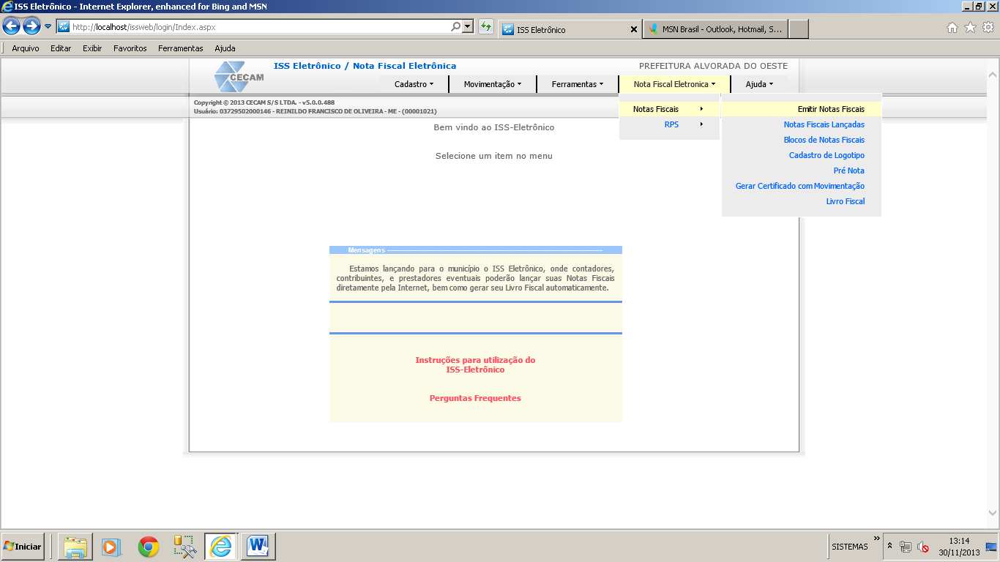 ISS Eletrônico - Internet Explorer, enhanced for Bing and MSN
http://localhost/issweb/login/Index.aspx
ISS Eletrônico
MSN Brasil - Outlook, Hotmail, S...
Arquivo Editar Exibir Favoritos Ferramentas Ajuda
CECAM
ISS Eletrônico / Nota Fiscal Eletrônica
PREFEITURA ALVORADA DO OESTE
Cadastro Movimentação Ferramentas Nota Fiscal Eletronica Ajuda
Copyright © 2013 CECAM S/S LTDA. - v5.0.0.488
Usuário: 03729502000146 - REINILDO FRANCISCO DE OLIVEIRA - ME - (00001021)
Notas Fiscais
RPS
Emitir Notas Fiscais
Notas Fiscais Lançadas
Blocos de Notas Fiscais
Cadastro de Logotipo
Pré Nota
Gerar Certificado com Movimentação
Livro Fiscal
Bem vindo ao ISS-Eletrônico
Selecione um item no menu
Mensagens
Estamos lançando para o município o ISS Eletrônico, onde contadores,
contribuintes, e prestadores eventuais poderão lançar suas Notas Fiscais
diretamente pela Internet, bem como gerar seu Livro Fiscal automaticamente.
Instruções para utilização do
ISS-Eletrônico
Perguntas Frequentes
Iniciar
SISTEMAS
13:14
30/11/2013